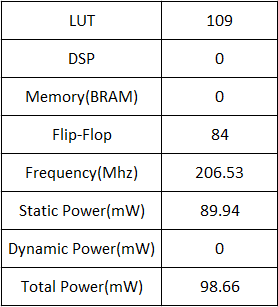 LUT 109
DSP 0
Memory(BRAM) 0
Flip-Flop 84
Frequency(Mhz) 206.53
Static Power(mW) 89.94
Dynamic Power(mW) 0
Total Power(mW) 98.66